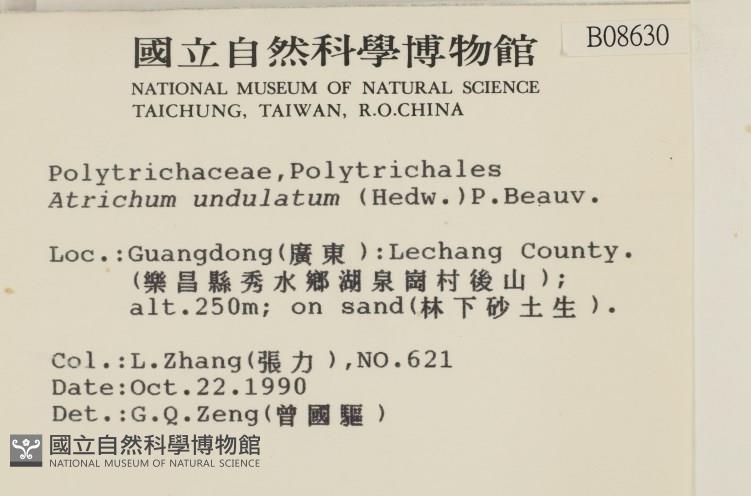 國立自然科學博物館
B08630
NATIONAL MUSEUM OF NATURAL SCIENCE
TAICHUNG, TAIWAN, R.O.CHINA
Polytrichaceae,Polytrichales
Atrichum undulatum (Hedw.)P.Beauv.
Loc.:Guangdong(廣東):Lechang County.
(樂昌縣秀水鄉湖泉崗村後山);
alt.250m; on sand(林下砂土生).
Col.:L.Zhang(張力),NO.621
Date:Oct.22.1990
Det.:G.Q.Zeng(曾國驅)
國立自然科學博物館
NATIONAL MUSEUM OF NATURAL SCIENCE